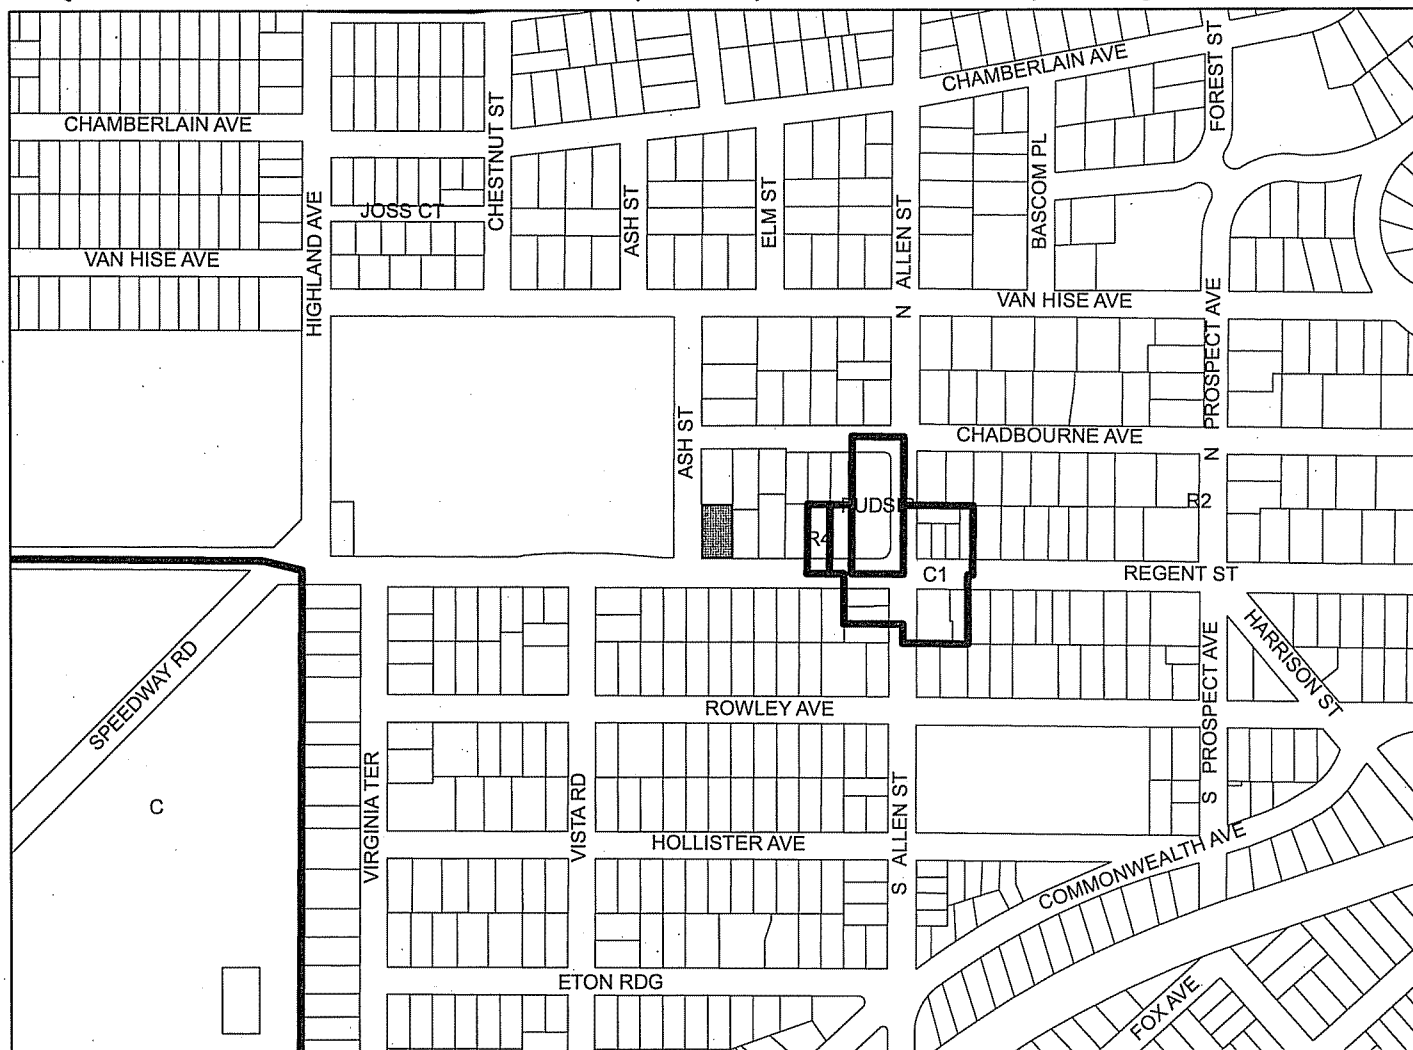 CHAMBERLAIN AVE
FOREST ST
CHAMBERLAIN AVE
CHESTNUT ST
BASCOM PL
JOSS CT
ASH ST
ELM ST
N ALLEN ST
HIGHLAND AVE
VAN HISE AVE
VAN HISE AVE
N PROSPECT AVE
ASH ST
CHADBOURNE AVE
R2
R4
C1
REGENT ST
HARRISON ST
SPEEDWAY RD
ROWLEY AVE
S PROSPECT AVE
C
VIRGINIA TER
VISTA RD
S ALLEN ST
HOLLISTER AVE
COMMONWEALTH AVE
ETON RDG
FOX AVE